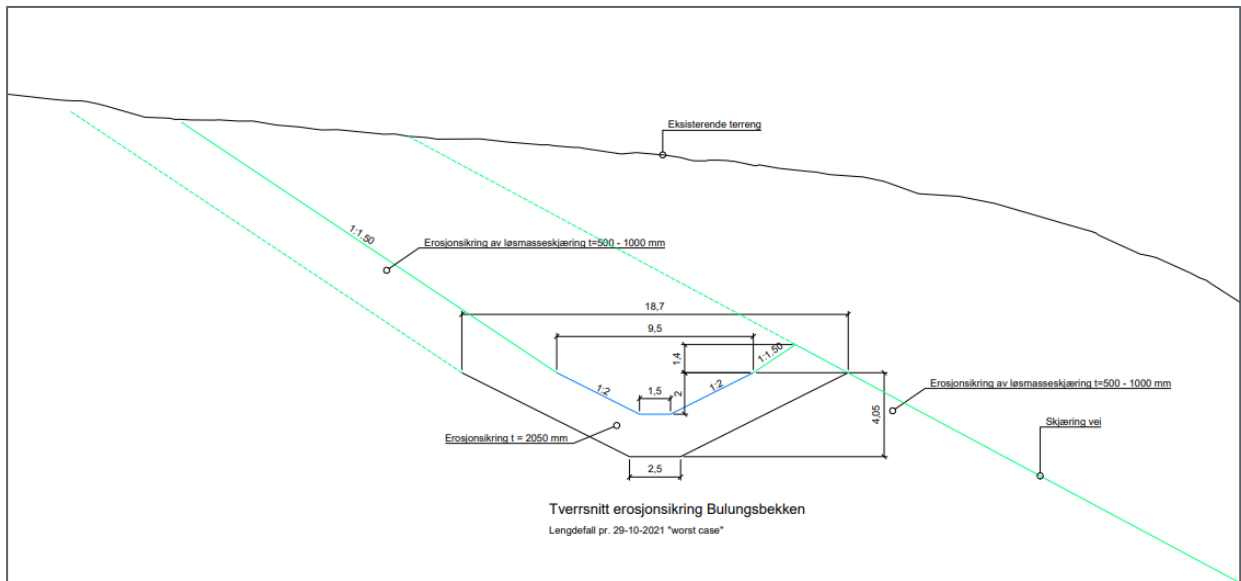 Eksisterende terreng
1:1.50
Erosjonsikring av løsmasseskjæring t=500 - 1000 mm
18,7
9,5
1,4
1:1.50
1:2
1,5
2
1:2
Erosjonsikring av løsmasseskjæring t=500 - 1000 mm
4,05
Skjæring vei
Erosjonsikring t = 2050 mm
2,5
Tverrsnitt erosjonsikring Bulungsbekken
Lengdefall pr. 29-10-2021 "worst case"